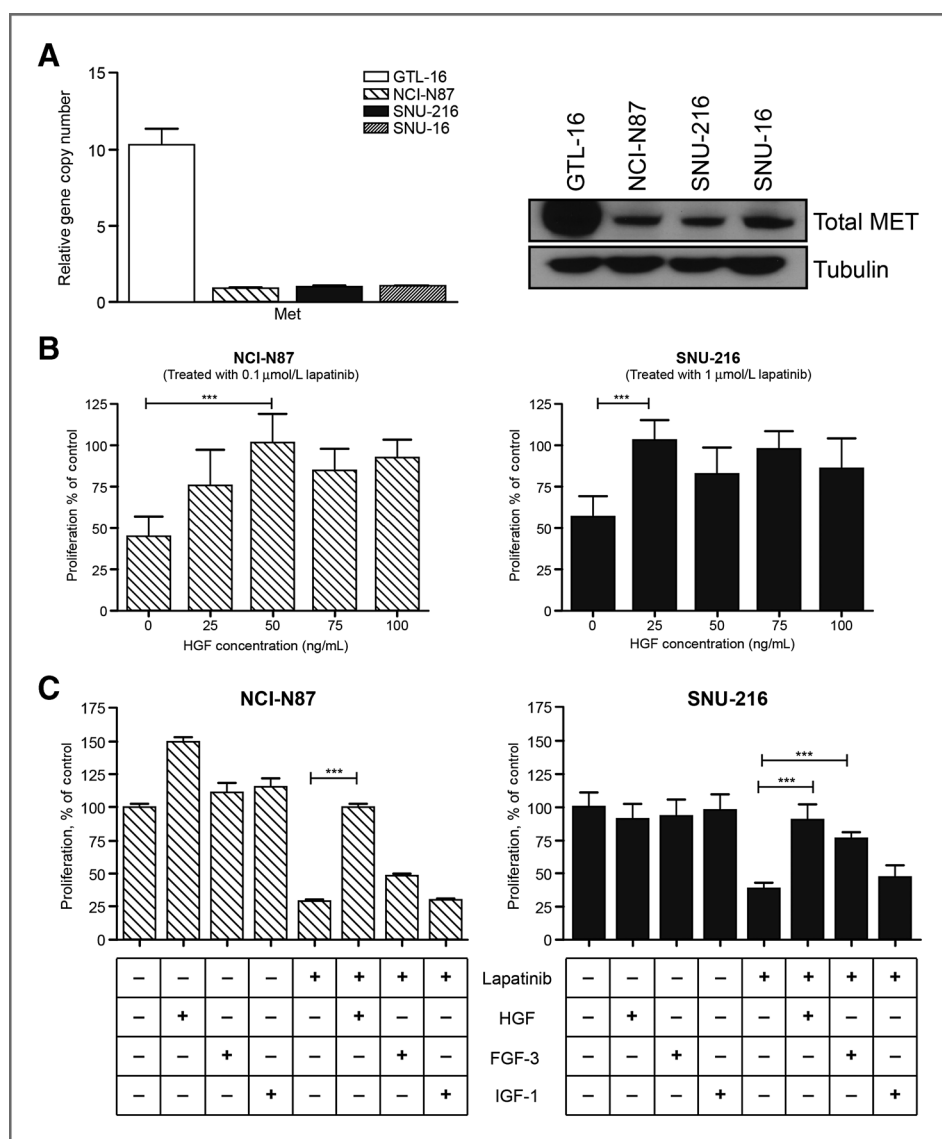 A
15
10
5
0
Relative gene copy number
Met
GTL-16
NCI-N87
SNU-216
SNU-16
GTL-16
NCI-N87
SNU-216
SNU-16
Total MET
Tubulin
B
NCI-N87
(Treated with 0.1 μmol/L lapatinib)
***
125
100
75
50
25
0
Proliferation % of control
0 25 50 75 100
HGF concentration (ng/mL)
SNU-216
(Treated with 1 μmol/L lapatinib)
***
125
100
75
50
25
0
Proliferation % of control
0 25 50 75 100
HGF concentration (ng/mL)
C
NCI-N87
175
150
125
100
75
50
25
0
Proliferation, % of control
***
SNU-216
175
150
125
100
75
50
25
0
Proliferation, % of control
***
***
– – – – + + + + Lapatinib – – – – + + + +
– + – – – + – – HGF – + – – – + – –
– – + – – – + – FGF-3 – – + – – – + –
– – – + – – – + IGF-1 – – – + – – – +